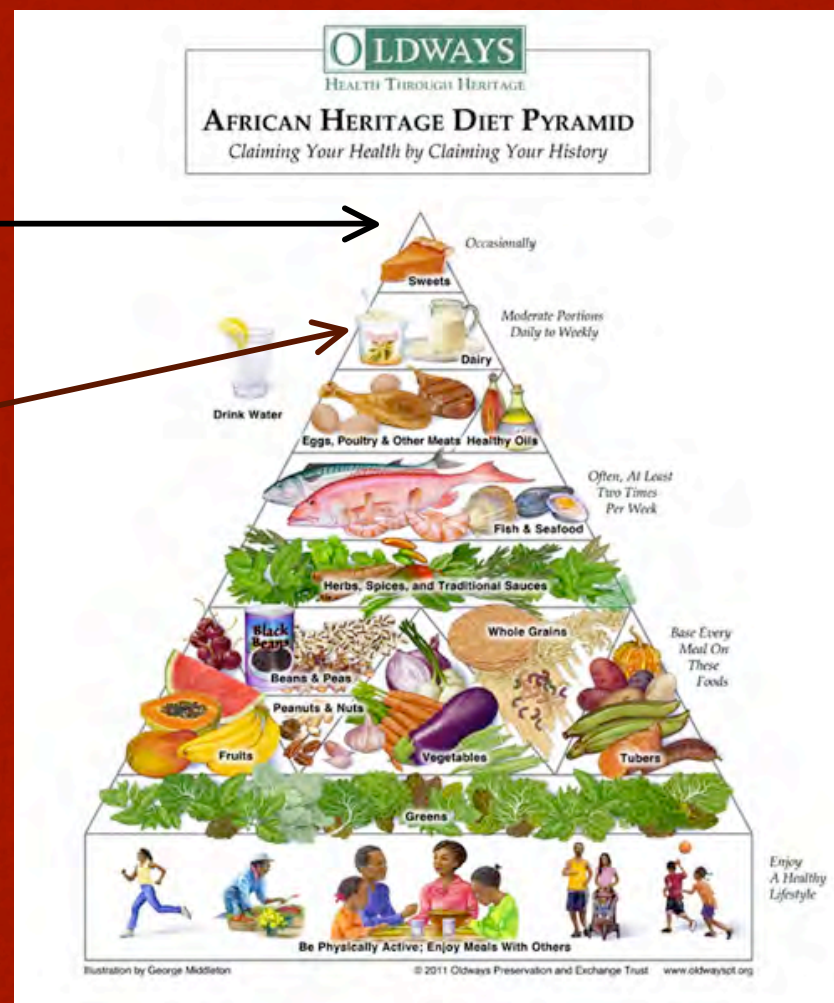 OLDWAYS
HEALTH THROUGH HERITAGE
AFRICAN HERITAGE DIET PYRAMID
Claiming Your Health by Claiming Your History
Occasionally
Sweets
Moderate Portions
Daily to Weekly
Dairy
Drink Water
Eggs, Poultry & Other Meats
Healthy Oils
Often, At Least
Two Times
Per Week
Fish & Seafood
Herbs, Spices, and Traditional Sauces
Black
Beans
Whole Grains
Base Every
Meal On
These
Foods
Beans & Peas
Peanuts & Nuts
Fruits
Vegetables
Tubers
Greens
Enjoy
A Healthy
Lifestyle
Be Physically Active; Enjoy Meals With Others
Illustration by George Middleton
© 2011 Oldways Preservation and Exchange Trust
www.oldwayspt.org